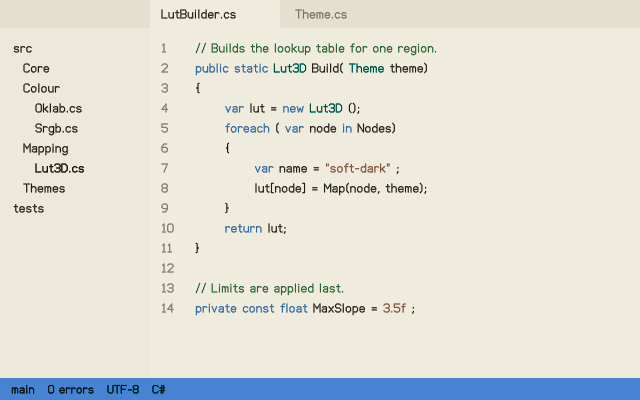 LutBuilder.cs Theme.cs
src
Core
Colour
Oklab.cs
Srgb.cs
Mapping
Lut3D.cs
Themes
tests
1 // Builds the lookup table for one region.
2 public static Lut3D Build( Theme theme)
3 {
4 var lut = new Lut3D ();
5 foreach ( var node in Nodes)
6 {
7 var name = "soft-dark" ;
8 lut[node] = Map(node, theme);
9 }
10 return lut;
11 }
12
13 // Limits are applied last.
14 private const float MaxSlope = 3.5f ;
main 0 errors UTF-8 C#